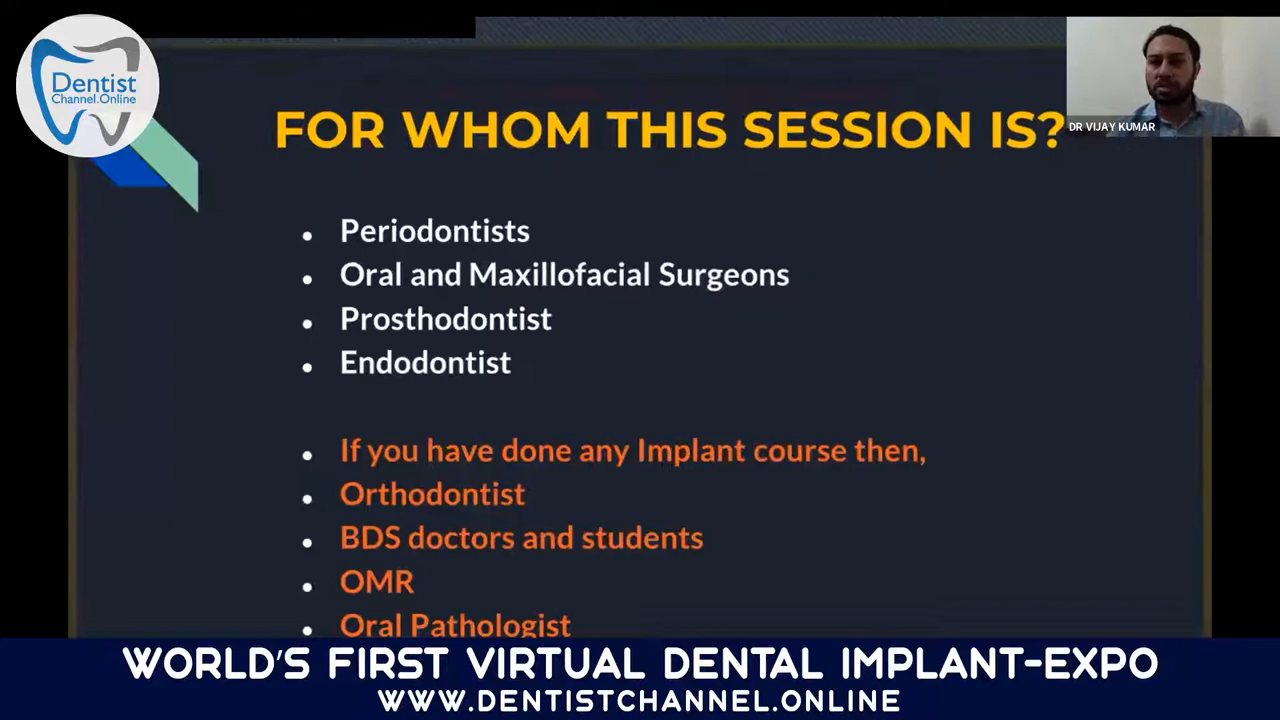 Dentist
Channel.Online
FOR WHOM THIS SESSION IS?
DR VIJAY KUMAR
Periodontists
Oral and Maxillofacial Surgeons
Prosthodontist
Endodontist
If you have done any Implant course then,
Orthodontist
BDS doctors and students
OMR
Oral Pathologist
WORLD'S FIRST VIRTUAL DENTAL IMPLANT-EXPO
WWW.DENTISTCHANNEL.ONLINE